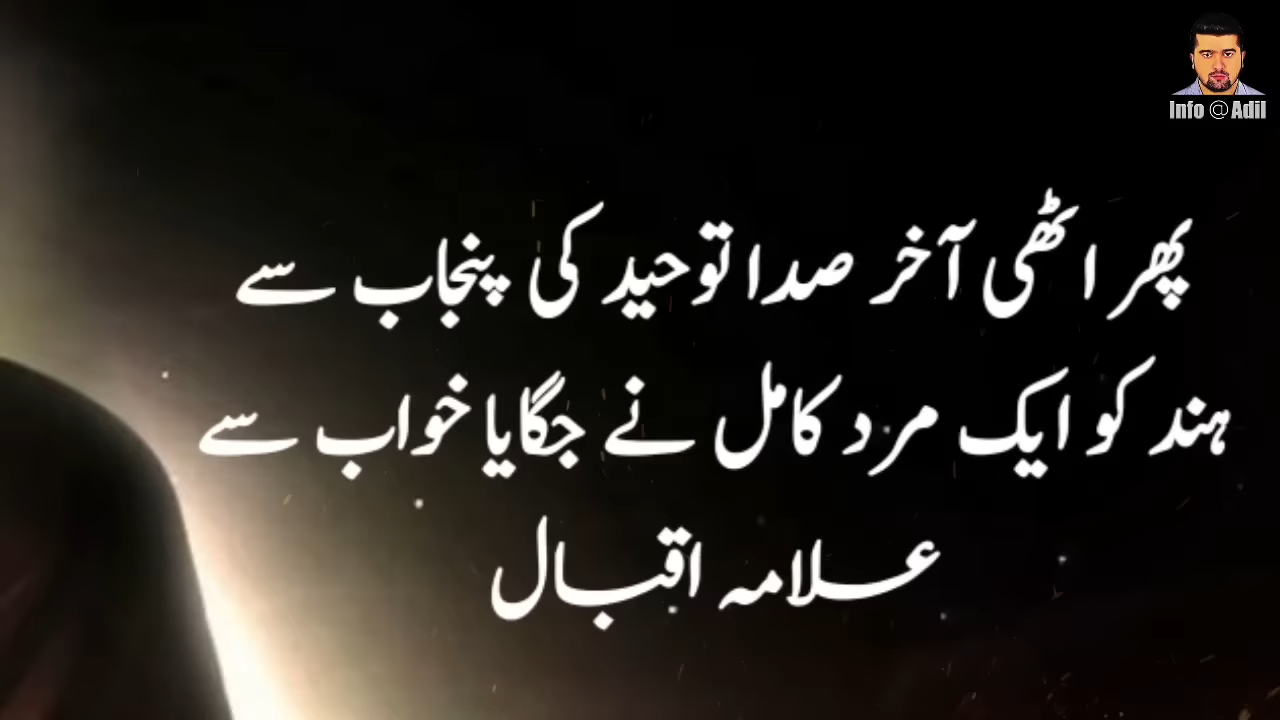 Info @ Adil
پھر اٹھی آخر صدا توحید کی پنجاب سے
ہند کو ایک مرد کامل نے جگایا خواب سے
علامہ اقبال